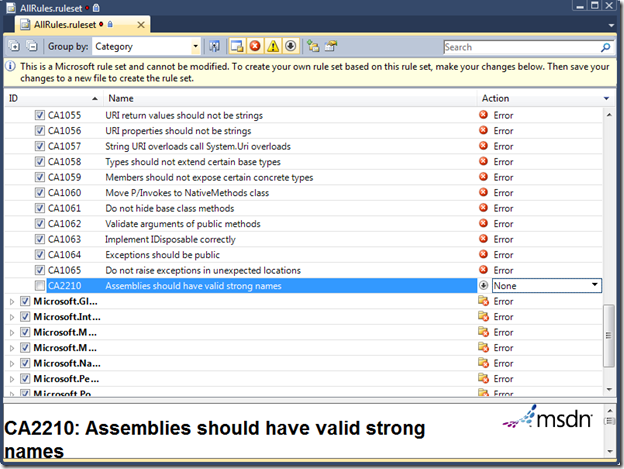 AllRules.ruleset
AllRules.ruleset
Group by: Category Search
This is a Microsoft rule set and cannot be modified. To create your own rule set based on this rule set, make your changes below. Then save your
changes to a new file to create the rule set.
ID Name Action
CA1055 URI return values should not be strings Error
CA1056 URI properties should not be strings Error
CA1057 String URI overloads call System.Uri overloads Error
CA1058 Types should not extend certain base types Error
CA1059 Members should not expose certain concrete types Error
CA1060 Move P/Invokes to NativeMethods class Error
CA1061 Do not hide base class methods Error
CA1062 Validate arguments of public methods Error
CA1063 Implement IDisposable correctly Error
CA1064 Exceptions should be public Error
CA1065 Do not raise exceptions in unexpected locations Error
CA2210 Assemblies should have valid strong names None
Microsoft.Gl... Error
Microsoft.Int... Error
Microsoft.M... Error
Microsoft.M... Error
Microsoft.Na... Error
Microsoft.Pe... Error
Microsoft.Po... Error
msdn
CA2210: Assemblies should have valid strong
names